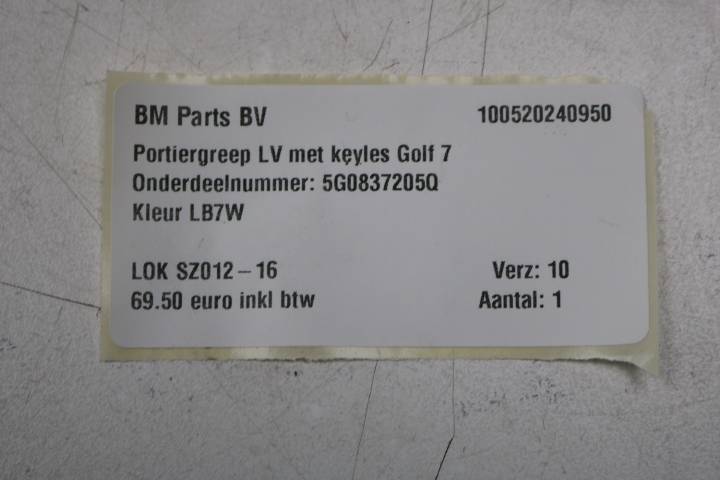 BM Parts BV 100520240950
Portiergreep LV met keyles Golf 7
Onderdeelnummer: 5G0837205Q
Kleur LB7W
LOK SZ012-16 Verz: 10
69.50 euro inkl btw Aantal: 1